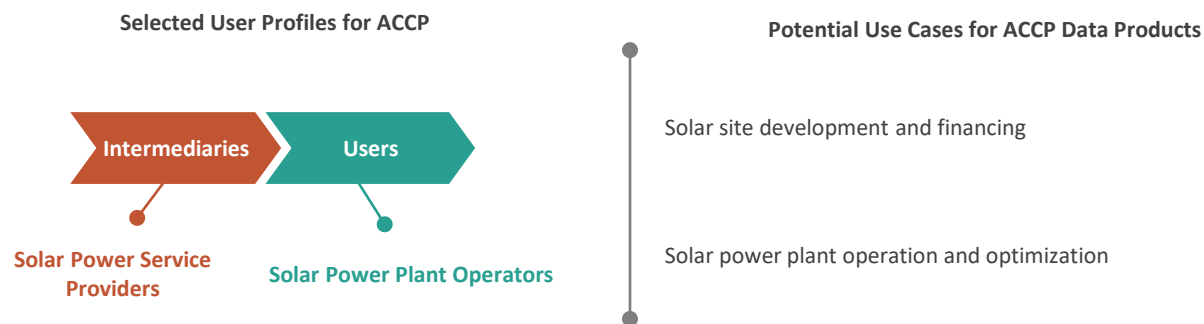 Selected User Profiles for ACCP
Intermediaries
Users
Solar Power Service
Providers
Solar Power Plant Operators
Potential Use Cases for ACCP Data Products
Solar site development and financing
Solar power plant operation and optimization